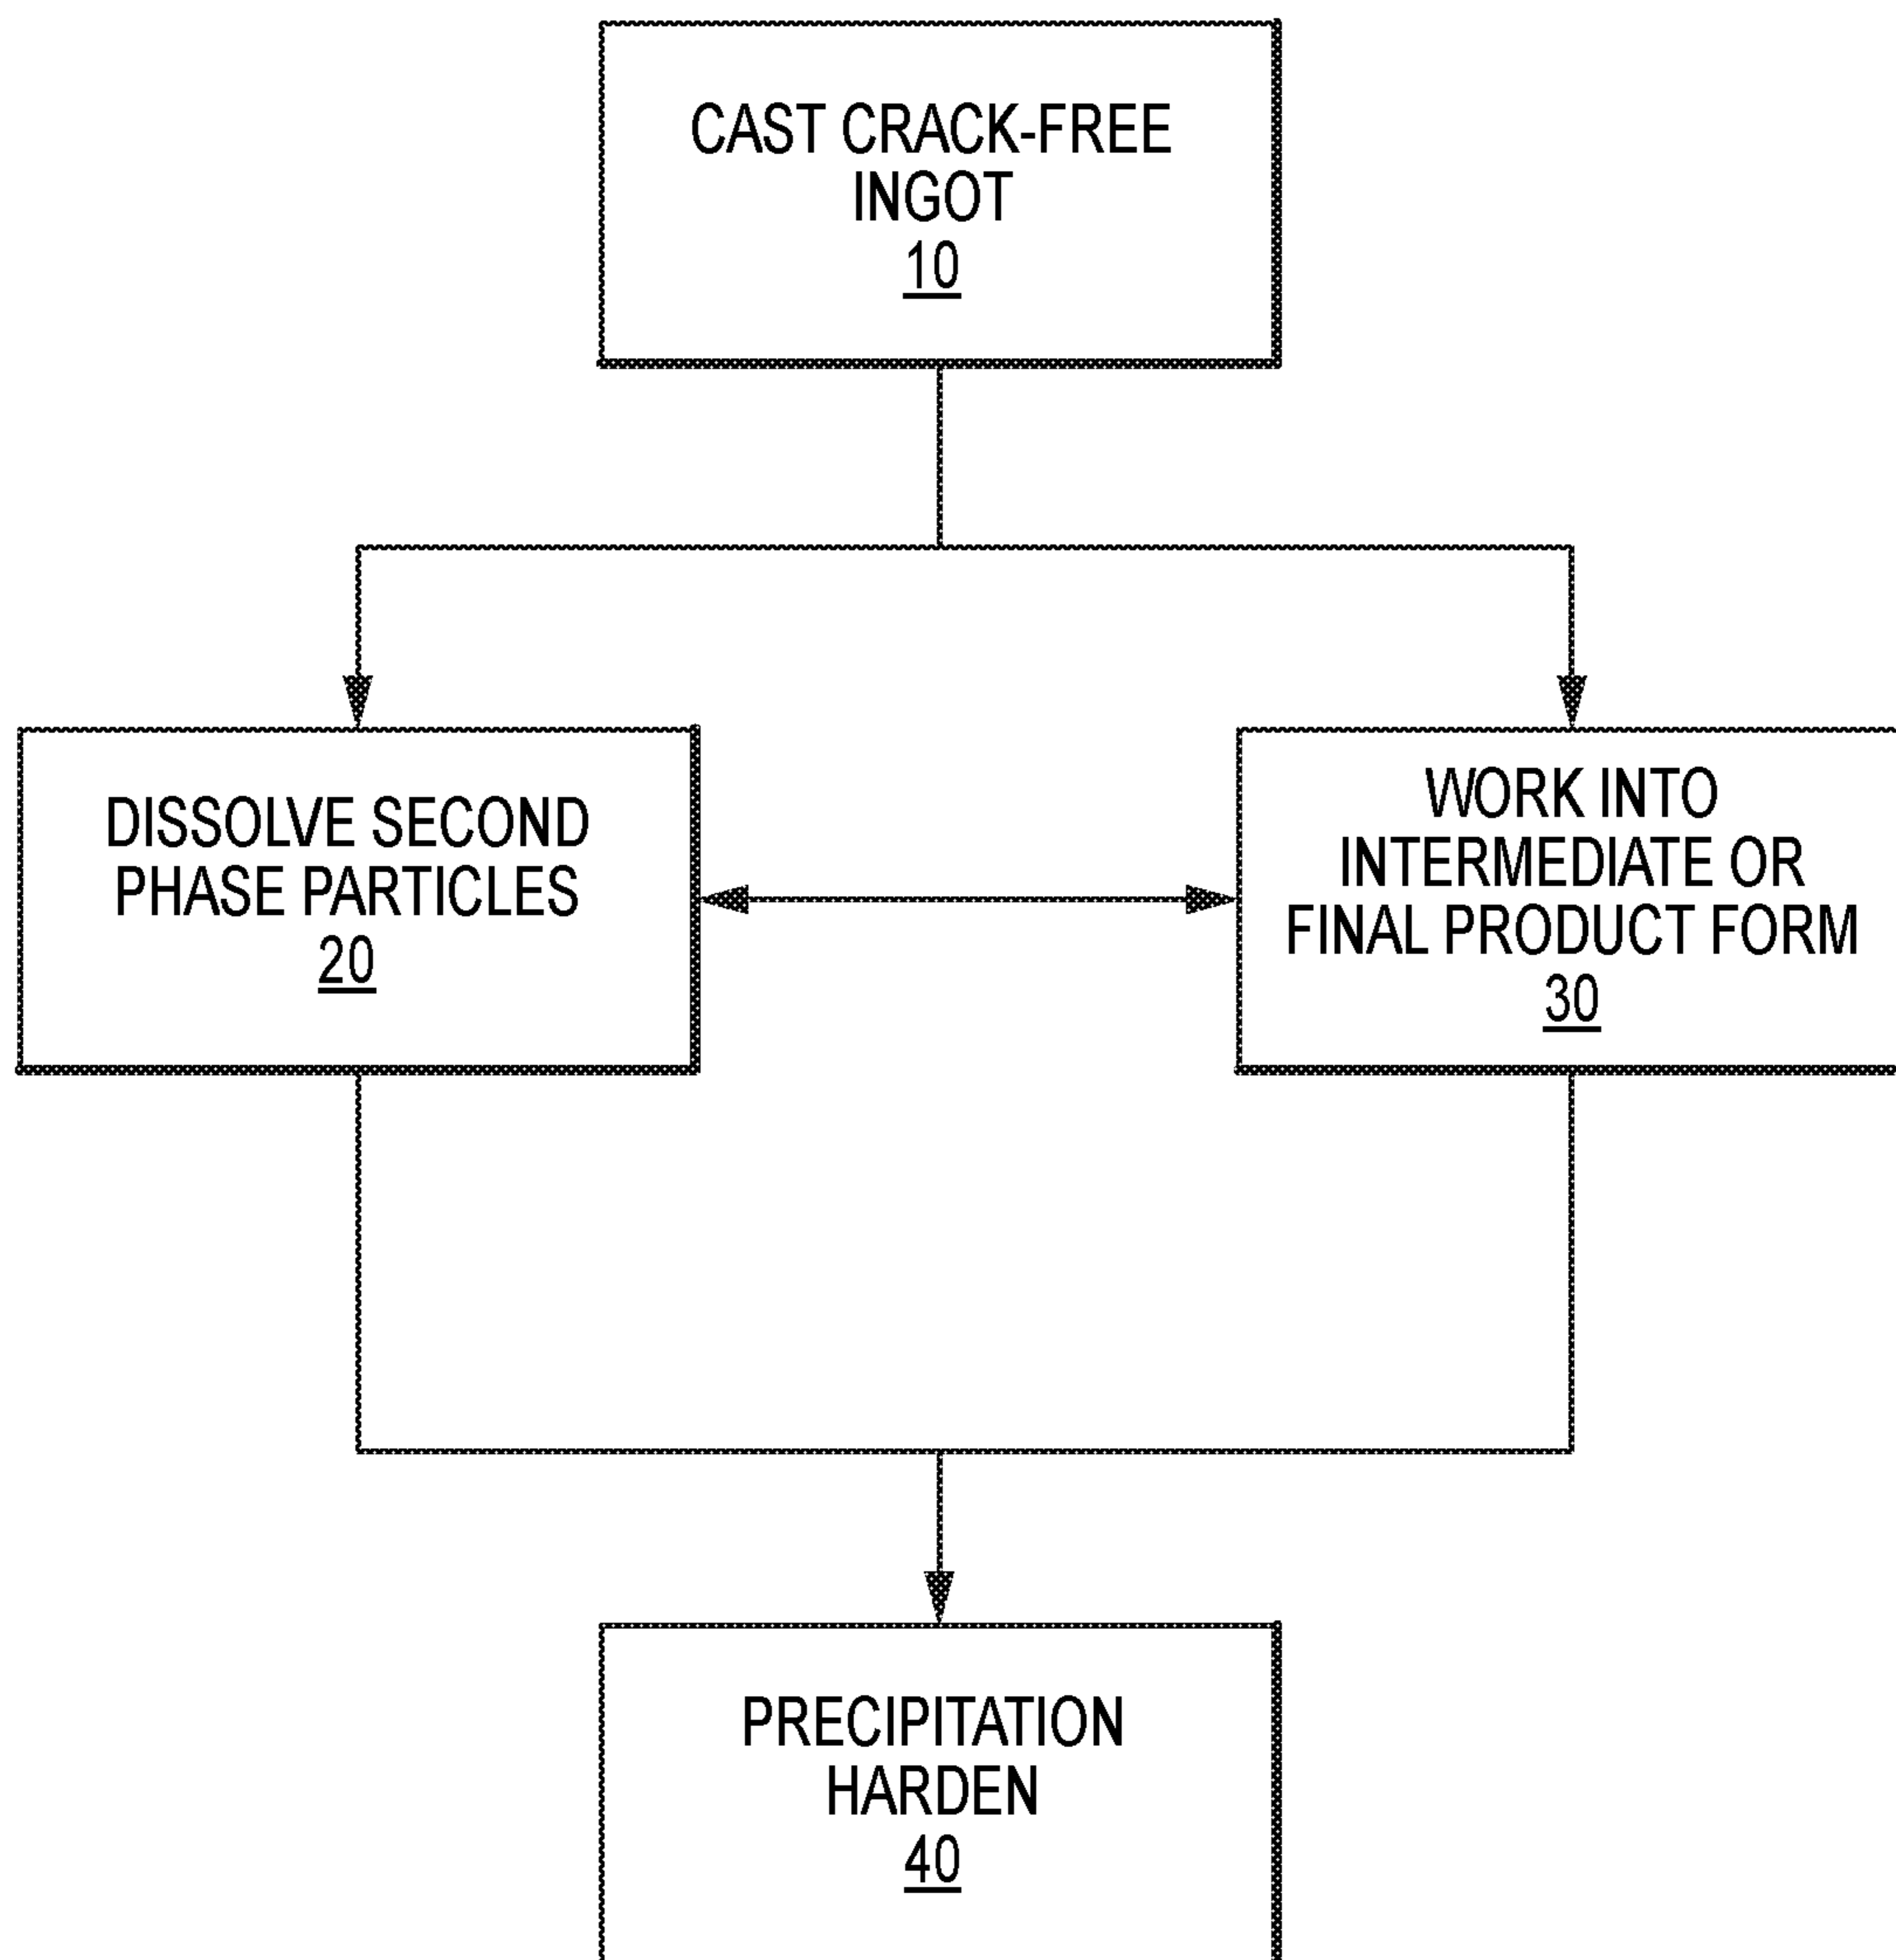 CAST CRACK-FREE
INGOT
10
DISSOLVE SECOND
PHASE PARTICLES
20
WORK INTO
INTERMEDIATE OR
FINAL PRODUCT FORM
30
PRECIPITATION
HARDEN
40